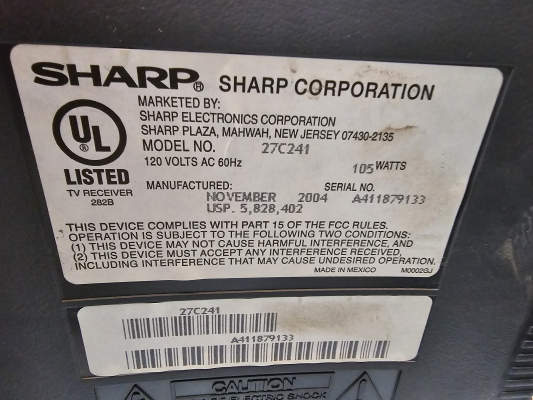 SHARP® SHARP CORPORATION
MARKETED BY:
SHARP ELECTRONICS CORPORATION
SHARP PLAZA, MAHWAH, NEW JERSEY 07430-2135
MODEL NO. 27C241
120 VOLTS AC 60Hz 105 WATTS
UL
LISTED
TV RECEIVER
282B
MANUFACTURED: SERIAL NO.
NOVEMBER 2004 A411879133
USP. 5,828,402
THIS DEVICE COMPLIES WITH PART 15 OF THE FCC RULES.
OPERATION IS SUBJECT TO THE FOLLOWING TWO CONDITIONS:
(1) THIS DEVICE MAY NOT CAUSE HARMFUL INTERFERENCE, AND
(2) THIS DEVICE MUST ACCEPT ANY INTERFERENCE RECEIVED,
INCLUDING INTERFERENCE THAT MAY CAUSE UNDESIRED OPERATION.
MADE IN MEXICO M0002GJ
27C241
A411879133
CAUTION
ELECTRIC SHOCK